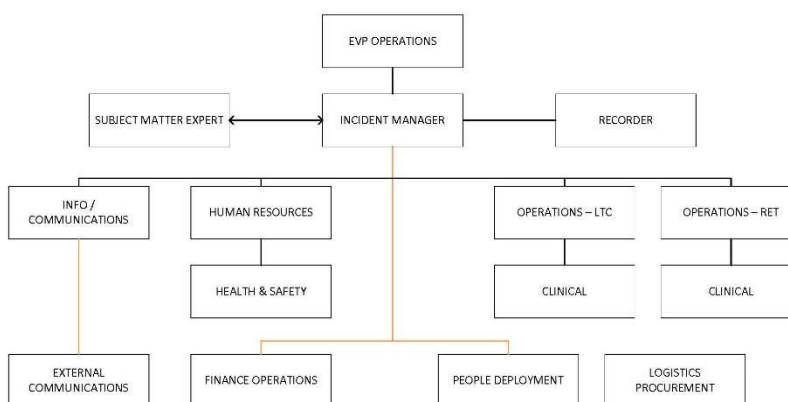 EVP OPERATIONS
SUBJECT MATTER EXPERT
INCIDENT MANAGER
RECORDER
INFO /
COMMUNICATIONS
HUMAN RESOURCES
OPERATIONS – LTC
OPERATIONS – RET
HEALTH & SAFETY
CLINICAL
CLINICAL
EXTERNAL
COMMUNICATIONS
FINANCE OPERATIONS
PEOPLE DEPLOYMENT
LOGISTICS
PROCUREMENT